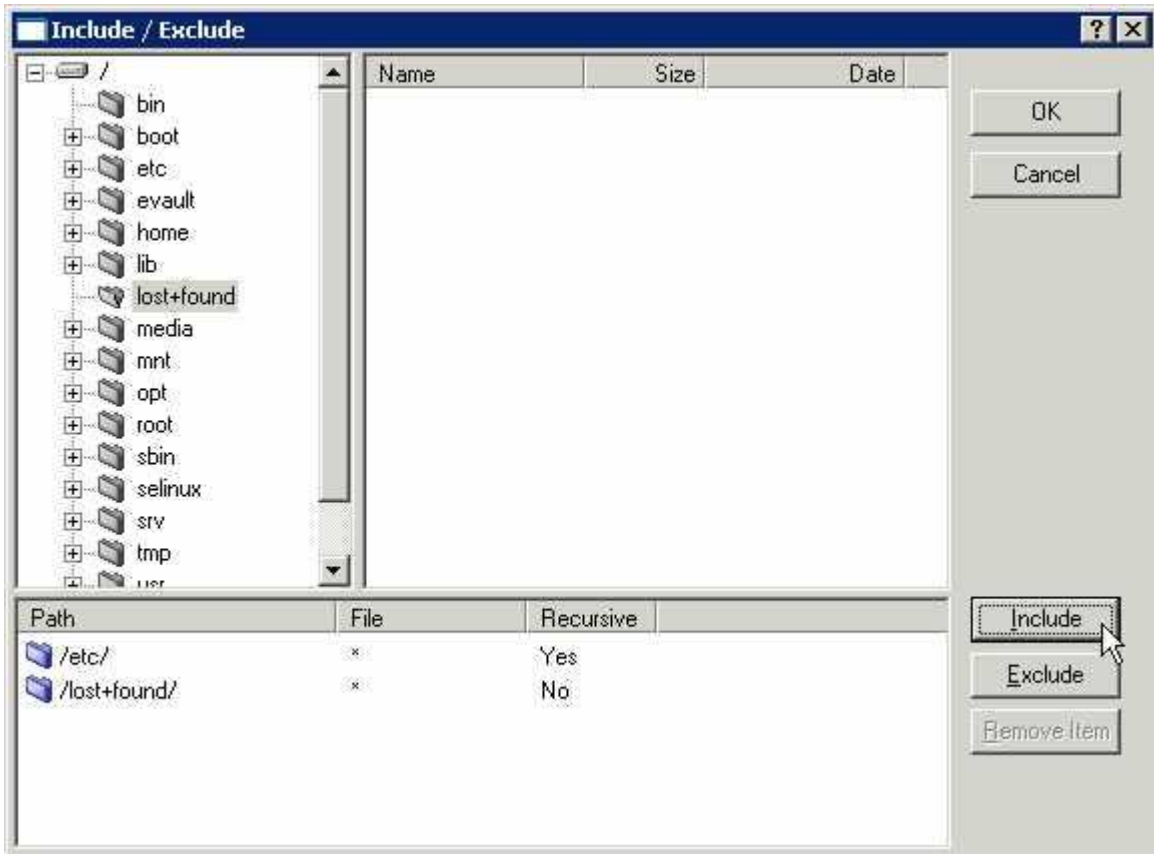 Include / Exclude
/
bin
boot
etc
evault
home
lib
lost+found
media
mnt
opt
root
sbin
selinux
srv
tmp
usr
Name Size Date
OK
Cancel
Path File Recursive
/etc/ * Yes
/lost+found/ * No
Include
Exclude
Remove Item